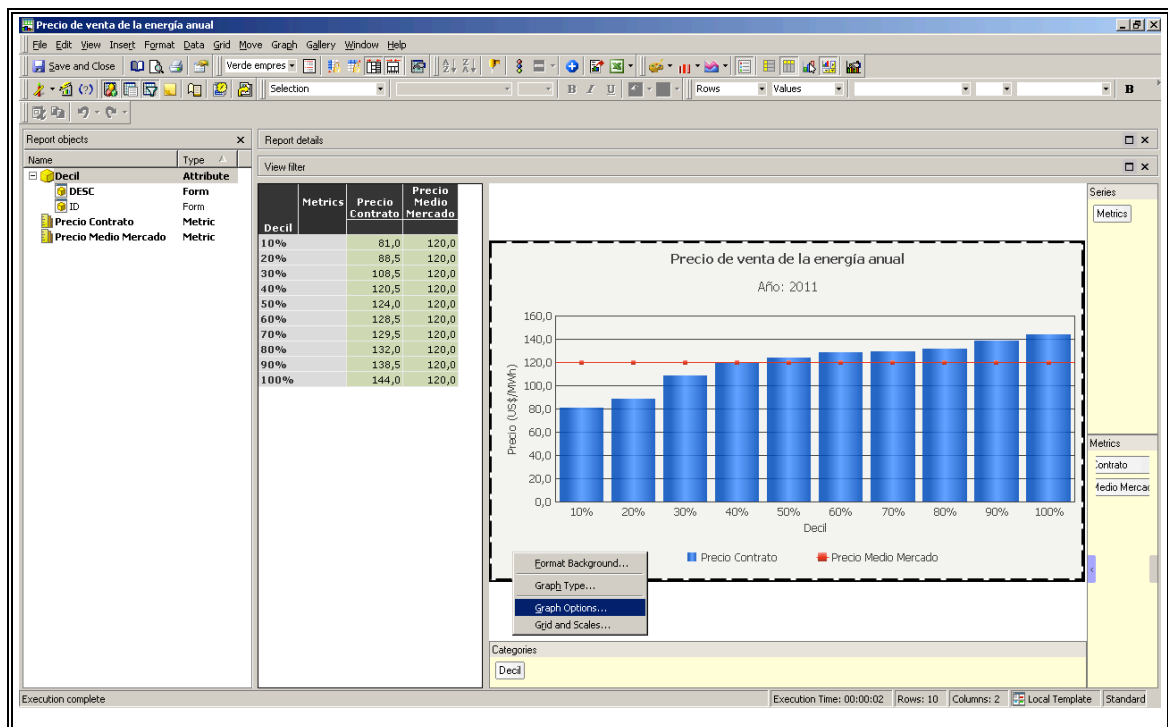 Precio de venta de la energía anual
File Edit View Insert Format Data Grid Move Graph Gallery Window Help
Save and Close Verde empres
Selection B I U Rows Values B
Report objects
Name Type
Decil Attribute
DESC Form
ID Form
Precio Contrato Metric
Precio Medio Mercado Metric
Report details
View filter
Decil Metrics Precio Contrato Precio Medio Mercado
10% 81,0 120,0
20% 88,5 120,0
30% 108,5 120,0
40% 120,5 120,0
50% 124,0 120,0
60% 128,5 120,0
70% 129,5 120,0
80% 132,0 120,0
90% 138,5 120,0
100% 144,0 120,0
Precio de venta de la energía anual
Año: 2011
Precio (US$/MWh)
160,0
140,0
120,0
100,0
80,0
60,0
40,0
20,0
0,0
10% 20% 30% 40% 50% 60% 70% 80% 90% 100%
Decil
Precio Contrato Precio Medio Mercado
Format Background...
Graph Type...
Graph Options...
Grid and Scales...
Series
Metrics
Metrics
Contrato
Medio Mercad
Categories
Decil
Execution complete
Execution Time: 00:00:02 Rows: 10 Columns: 2 Local Template Standard